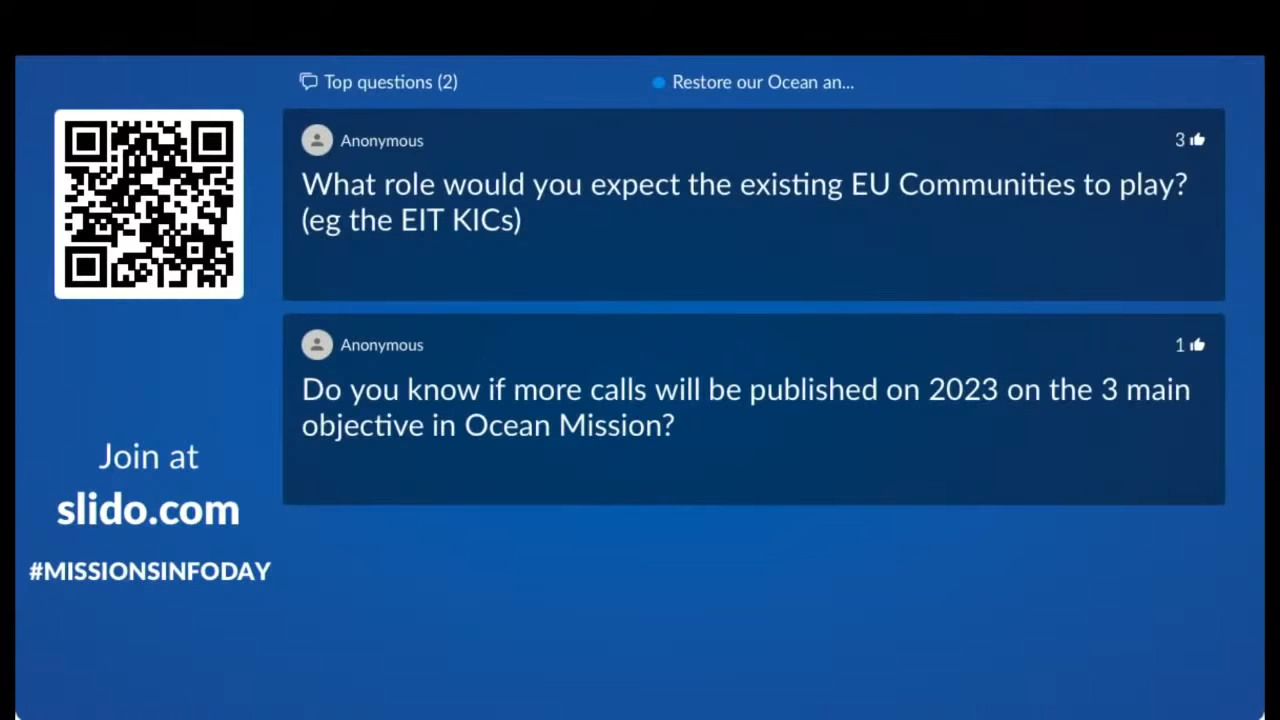 Top questions (2)
Restore our Ocean an...
Anonymous
3
What role would you expect the existing EU Communities to play?
(eg the EIT KICs)
Anonymous
1
Do you know if more calls will be published on 2023 on the 3 main
objective in Ocean Mission?
Join at
slido.com
#MISSIONSINFODAY